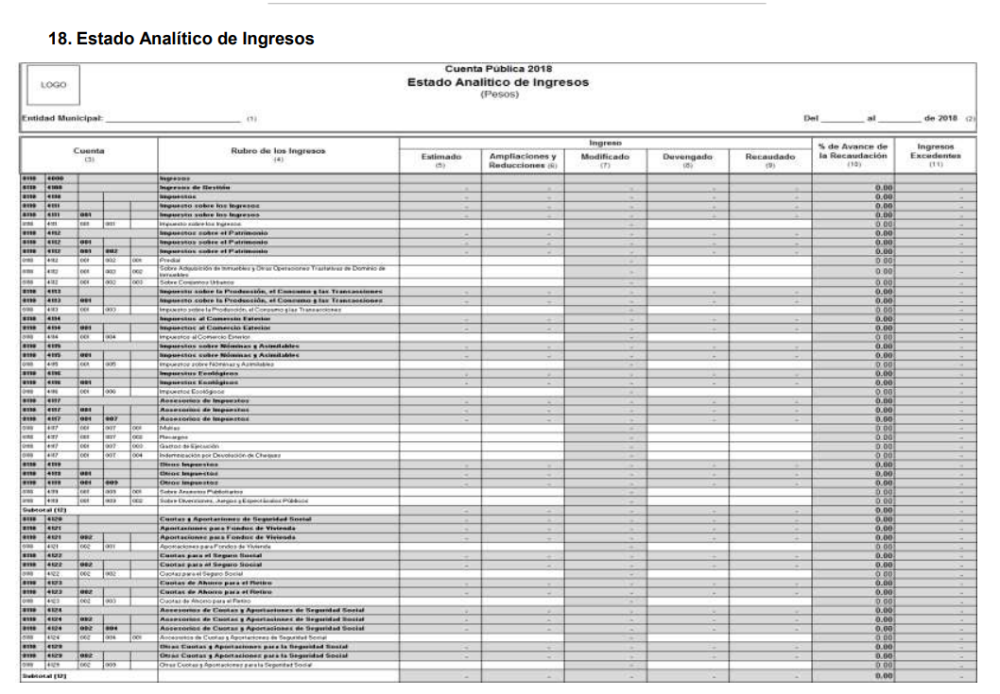 18. Estado Analítico de Ingresos
LOGO
Cuenta Pública 2018
Estado Analítico de Ingresos
(Pesos)
Entidad Municipal: ____________________ (1)
Del _______ al _______ de 2018 (2)
Cuenta (3) Rubro de los Ingresos (4) Ingreso % de Avance de la Recaudación (10) Ingresos Excedentes (11)
Estimado (5) Ampliaciones y Reducciones (6) Modificado (7) Devengado (8) Recaudado (9)
8110 4000 Ingresos
8110 4100 Ingresos de Gestión - - - - - 0.00 -
8110 4110 Impuestos - - - - - 0.00 -
8110 4111 Impuesto sobre los Ingresos - - - - - 0.00 -
8110 4111 001 Impuesto sobre los Ingresos - - - - - 0.00 -
8110 4111 001 001 Impuesto sobre los Ingresos - 0.00 -
8110 4112 Impuestos sobre el Patrimonio - - - - - 0.00 -
8110 4112 001 Impuestos sobre el Patrimonio - - - - - 0.00 -
8110 4112 001 002 Impuestos sobre el Patrimonio - - - - - 0.00 -
8110 4112 001 002 001 Predial - 0.00 -
8110 4112 001 002 002 Sobre Adquisición de Inmuebles y Otras Operaciones Traslativas de Dominio de Inmuebles - 0.00 -
8110 4112 001 002 003 Sobre Conjuntos Urbanos - 0.00 -
8110 4113 Impuesto sobre la Producción, el Consumo y las Transacciones - - - - - 0.00 -
8110 4113 001 Impuesto sobre la Producción, el Consumo y las Transacciones - - - - - 0.00 -
8110 4113 001 003 Impuesto sobre la Producción, el Consumo y las Transacciones - 0.00 -
8110 4114 Impuestos al Comercio Exterior - - - - - 0.00 -
8110 4114 001 Impuestos al Comercio Exterior - - - - - 0.00 -
8110 4114 001 004 Impuestos al Comercio Exterior - 0.00 -
8110 4115 Impuestos sobre Nóminas y Asimilables - - - - - 0.00 -
8110 4115 001 Impuestos sobre Nóminas y Asimilables - - - - - 0.00 -
8110 4115 001 005 Impuestos sobre Nóminas y Asimilables - 0.00 -
8110 4116 Impuestos Ecológicos - - - - - 0.00 -
8110 4116 001 Impuestos Ecológicos - - - - - 0.00 -
8110 4116 001 006 Impuestos Ecológicos - 0.00 -
8110 4117 Accesorios de Impuestos - - - - - 0.00 -
8110 4117 001 Accesorios de Impuestos - - - - - 0.00 -
8110 4117 001 007 Accesorios de Impuestos - - - - - 0.00 -
8110 4117 001 007 001 Multas - 0.00 -
8110 4117 001 007 002 Recargos - 0.00 -
8110 4117 001 007 003 Gastos de Ejecución - 0.00 -
8110 4117 001 007 004 Indemnización por Devolución de Cheques - 0.00 -
8110 4119 Otros Impuestos - - - - - 0.00 -
8110 4119 001 Otros Impuestos - - - - - 0.00 -
8110 4119 001 009 Otros impuestos - - - - - 0.00 -
8110 4119 001 009 001 Sobre Anuncios Publicitarios - 0.00 -
8110 4119 001 009 002 Sobre Diversiones, Juegos y Espectáculos Públicos - 0.00 -
Subtotal (12) - - - - - 0.00 -
8110 4120 Cuotas y Aportaciones de Seguridad Social - - - - - 0.00 -
8110 4121 Aportaciones para Fondos de Vivienda - - - - - 0.00 -
8110 4121 002 Aportaciones para Fondos de Vivienda - - - - - 0.00 -
8110 4121 002 001 Aportaciones para Fondos de Vivienda - 0.00 -
8110 4122 Cuotas para el Seguro Social - - - - - 0.00 -
8110 4122 002 Cuotas para el Seguro Social - - - - - 0.00 -
8110 4122 002 002 Cuotas para el Seguro Social - 0.00 -
8110 4123 Cuotas de Ahorro para el Retiro - - - - - 0.00 -
8110 4123 002 Cuotas de Ahorro para el Retiro - - - - - 0.00 -
8110 4123 002 003 Cuotas de Ahorro para el Retiro - 0.00 -
8110 4124 Accesorios de Cuotas y Aportaciones de Seguridad Social - - - - - 0.00 -
8110 4124 002 Accesorios de Cuotas y Aportaciones de Seguridad Social - - - - - 0.00 -
8110 4124 002 004 Accesorios de Cuotas y Aportaciones de Seguridad Social - - - - - 0.00 -
8110 4124 002 004 001 Accesorios de Cuotas y Aportaciones de Seguridad Social - 0.00 -
8110 4129 Otras Cuotas y Aportaciones para la Seguridad Social - - - - - 0.00 -
8110 4129 002 Otras Cuotas y Aportaciones para la Seguridad Social - - - - - 0.00 -
8110 4129 002 009 Otras Cuotas y Aportaciones para la Seguridad Social - 0.00 -
Subtotal (12) - - - - - 0.00 -